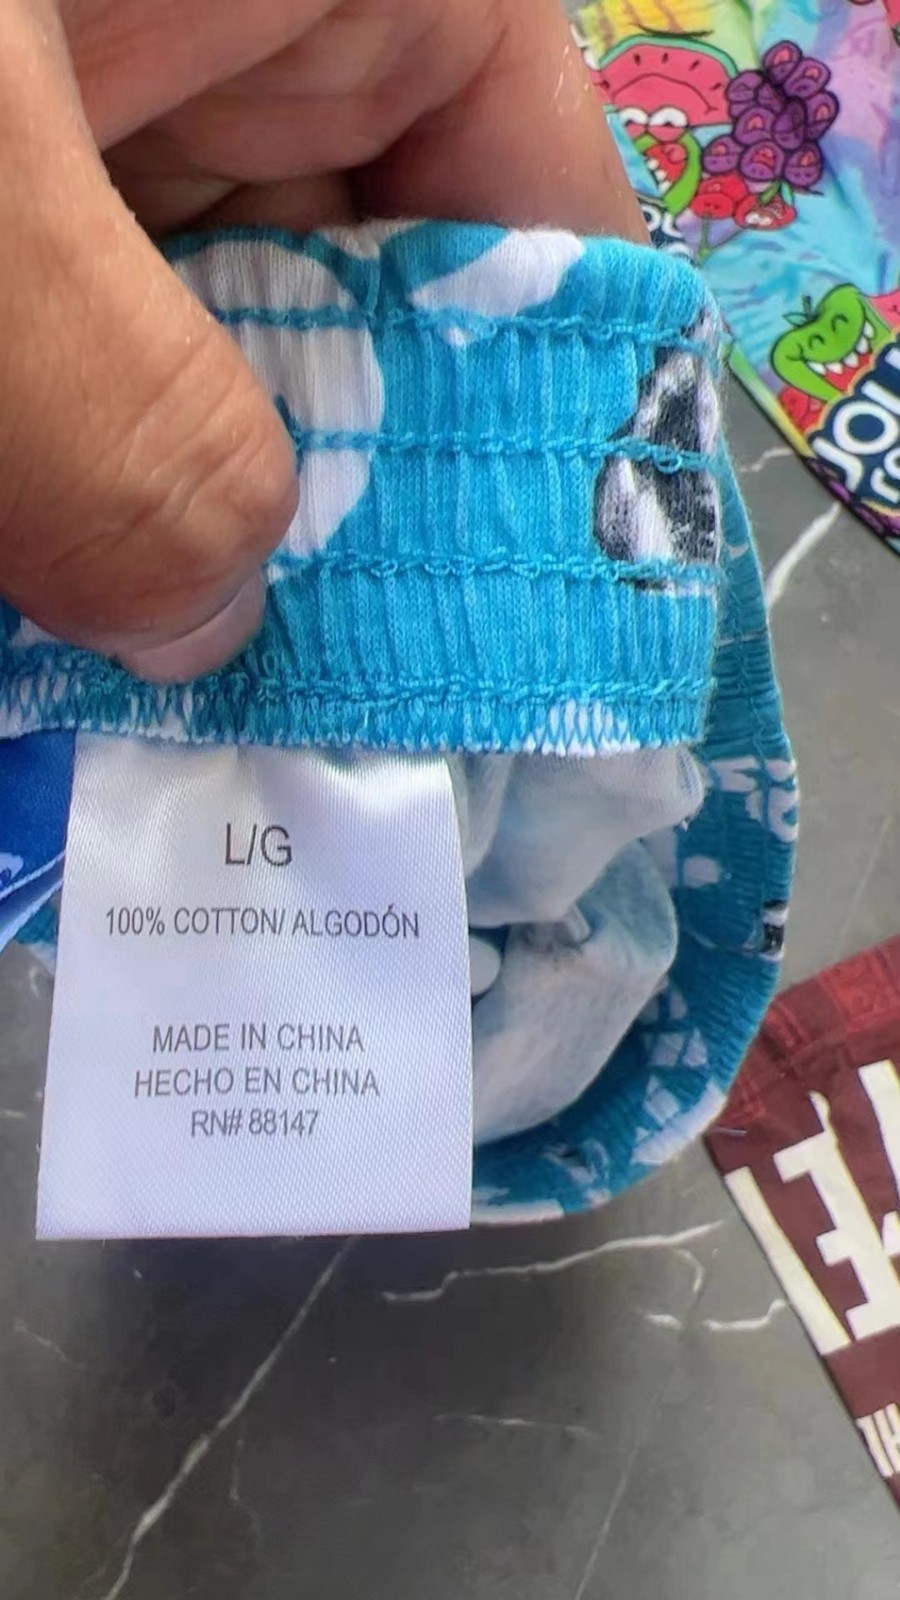 L/G
100% COTTON/ ALGODÓN
MADE IN CHINA
HECHO EN CHINA
RN# 88147